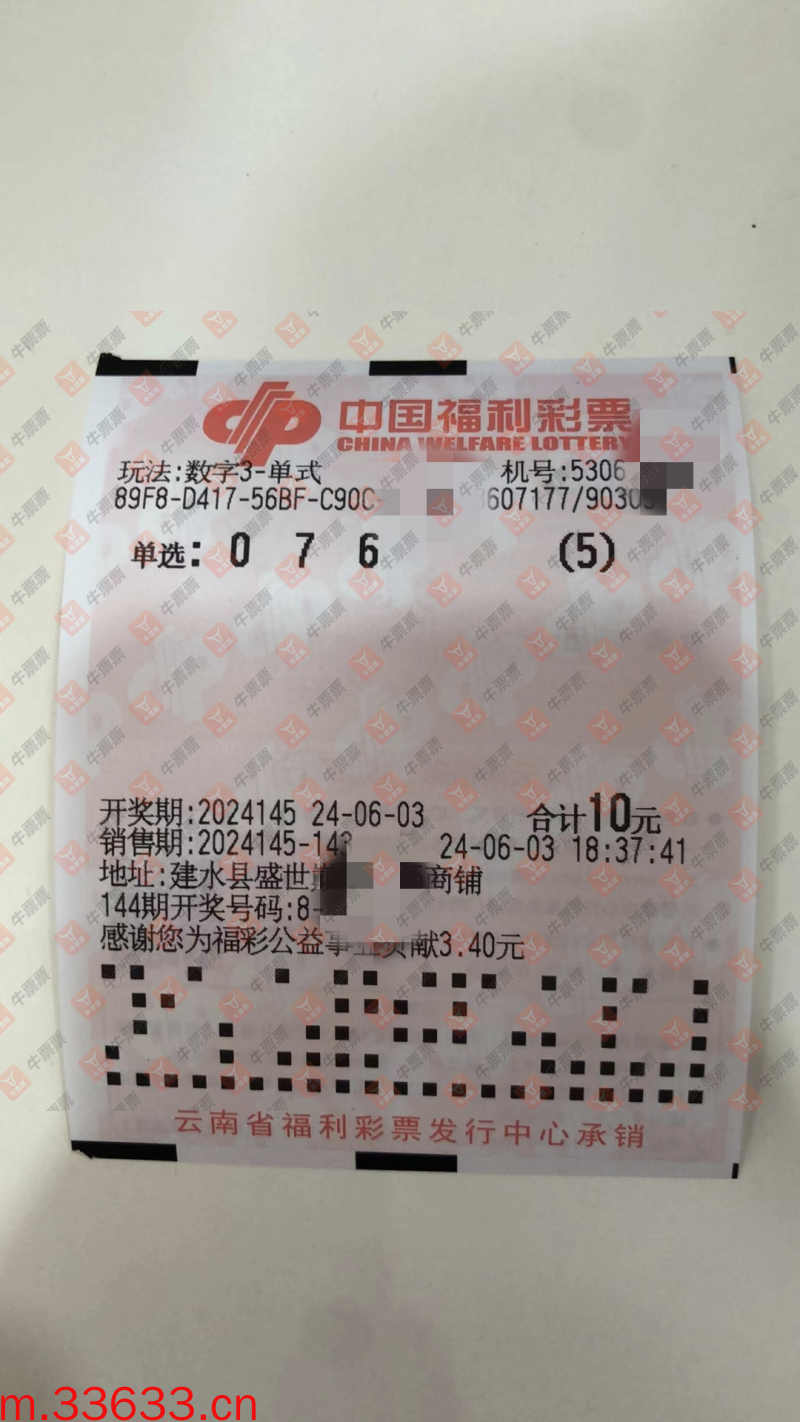 中国福利彩票
CHINA WELFARE LOTTERY
玩法:数字3-单式 机号:5306
89F8-D417-56BF-C90C- 607177/9030
单选: 0 7 6 (5)
开奖期:2024145 24-06-03 合计10元
销售期:2024145-14 24-06-03 18:37:41
地址:建水县盛世 商铺
144期开奖号码:8-
感谢您为福彩公益事业贡献3.40元
云南省福利彩票发行中心承销
牛票票
m.33633.cn